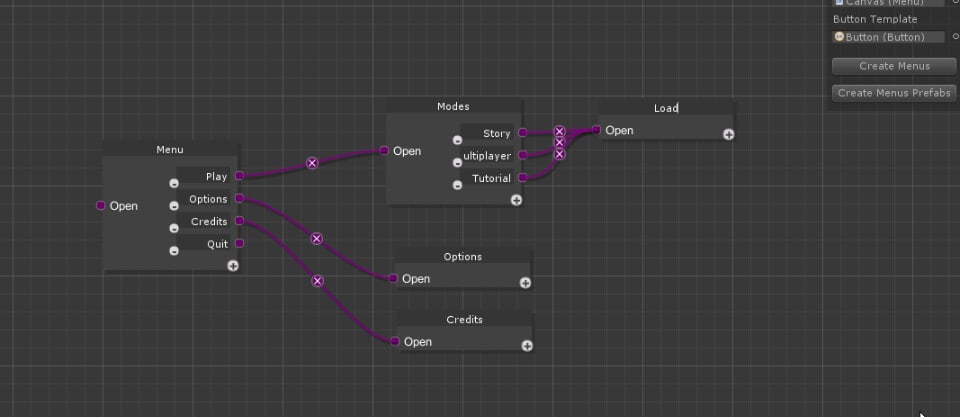 Canvas (Menu)
Button Template
Button (Button)
Create Menus
Create Menus Prefabs
Menu
Open
Play
Options
Credits
Quit
Modes
Open
Story
ultiplayer
Tutorial
Load
Open
Options
Open
Credits
Open